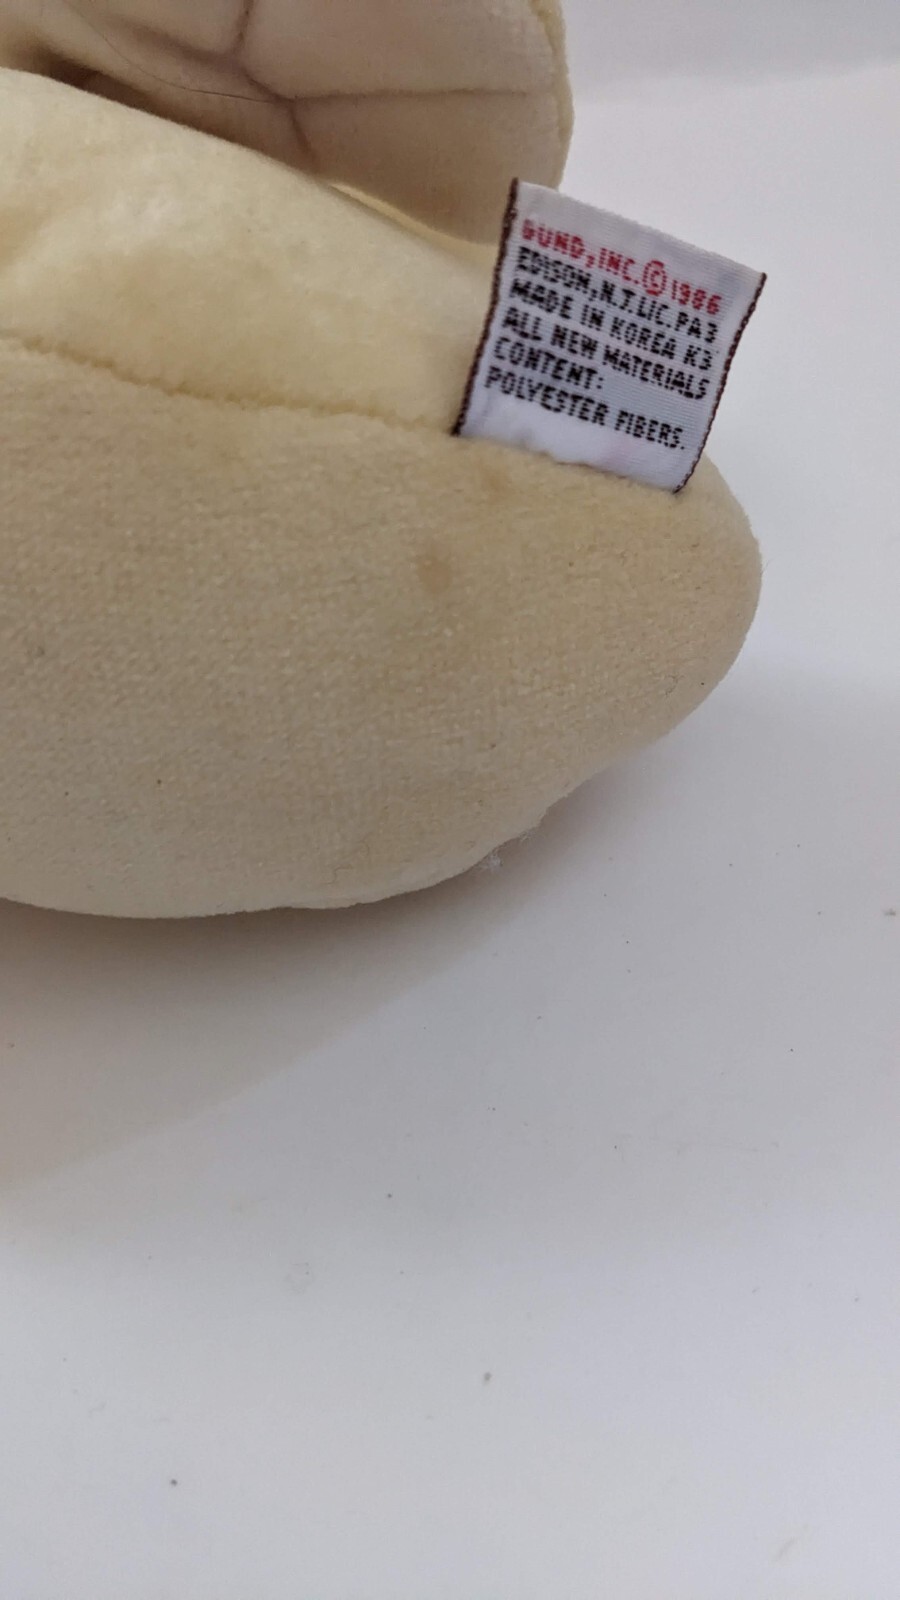 GUND, INC. © 1986
EDISON, N.J. LIC. PA3
MADE IN KOREA K3
ALL NEW MATERIALS
CONTENT:
POLYESTER FIBERS.